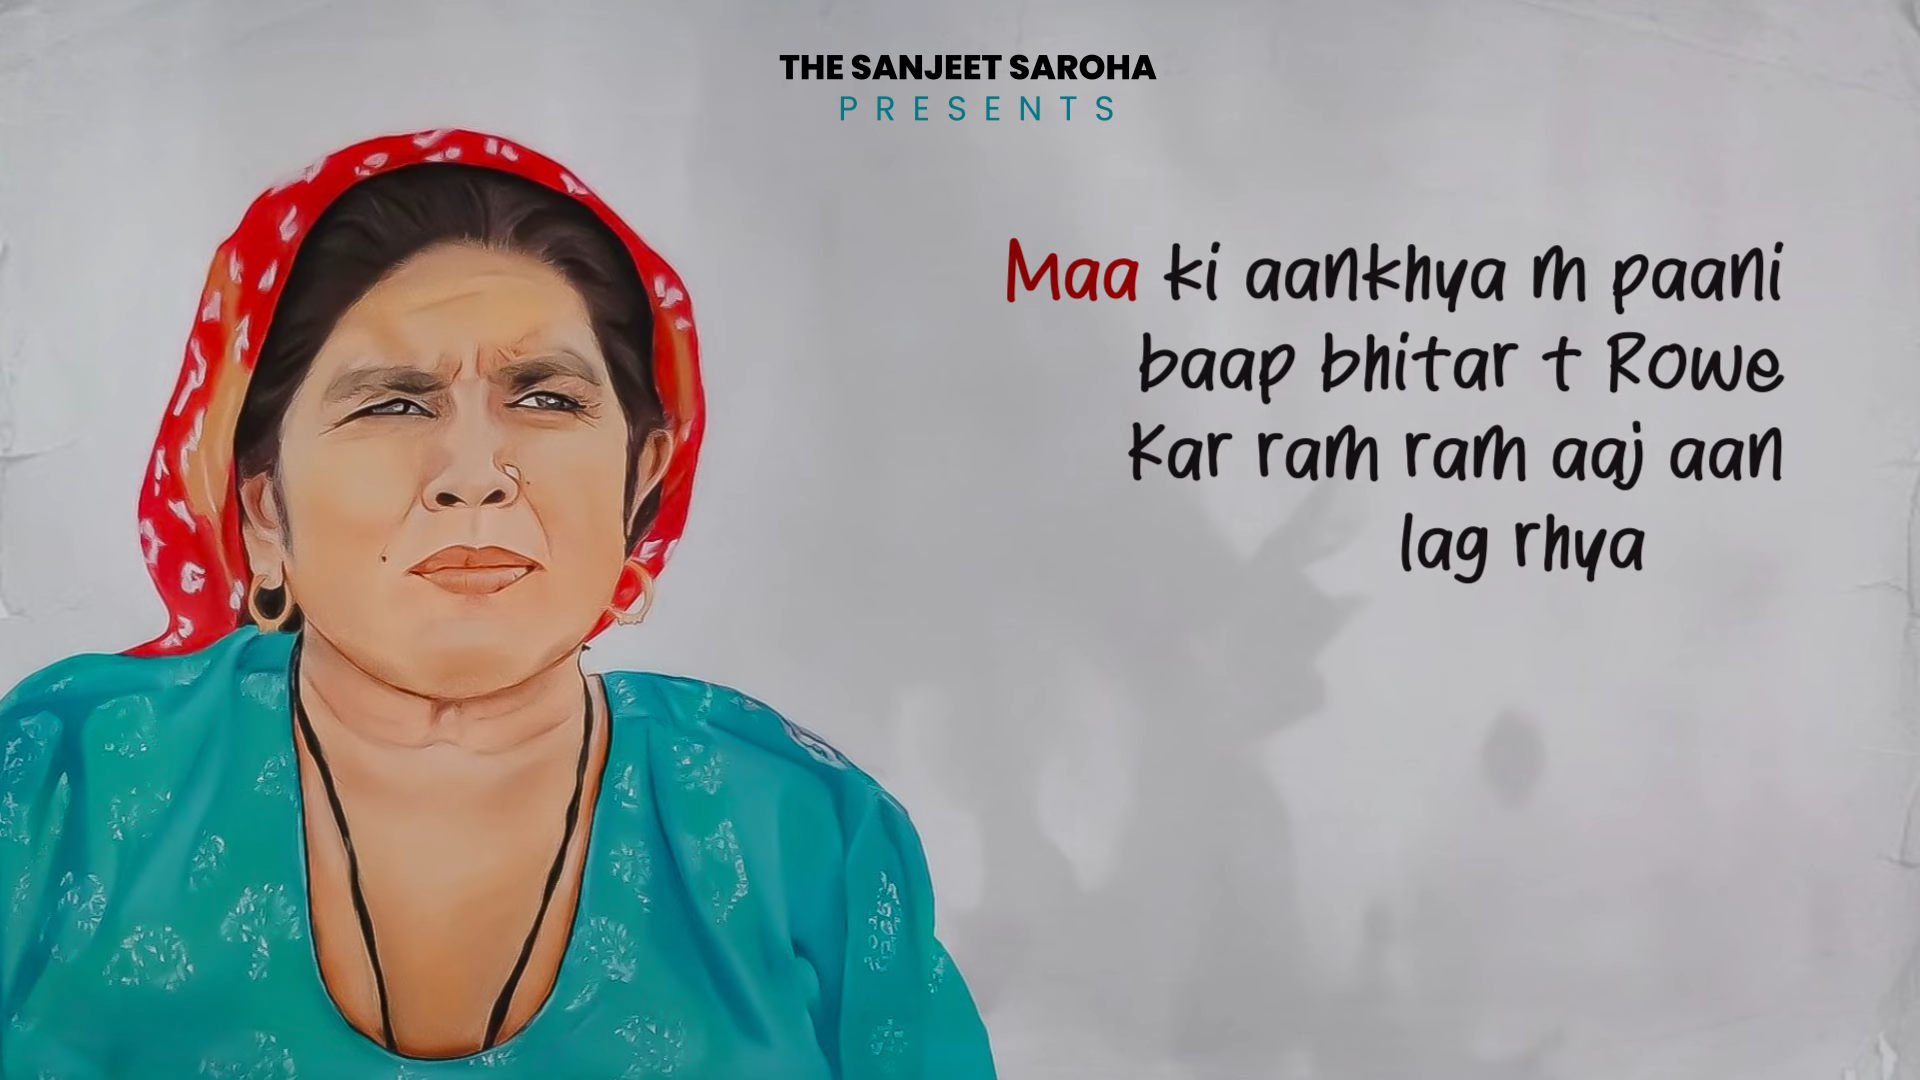 THE SANJEET SAROHA
PRESENTS
Maa ki aankhya m paani
baap bhitar t Rowe
Kar ram ram aaj aan
lag rhya